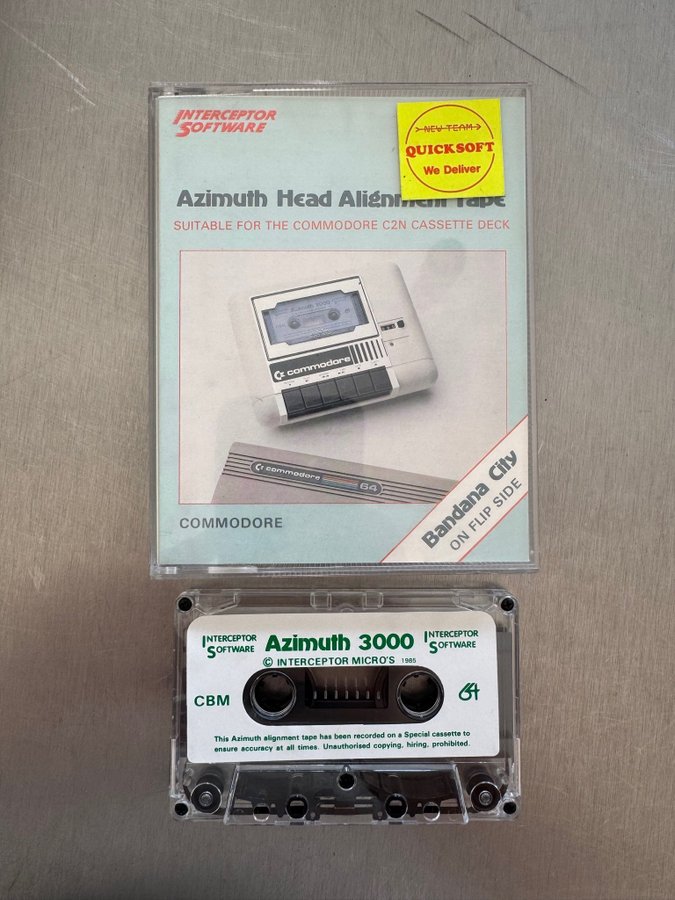 INTERCEPTOR
SOFTWARE
NEW TEAM
QUICKSOFT
We Deliver
Azimuth Head Alignment Tape
SUITABLE FOR THE COMMODORE C2N CASSETTE DECK
Azimuth 3000
commodore
commodore
64
Bandana City
ON FLIP SIDE
COMMODORE
INTERCEPTOR
SOFTWARE
Azimuth 3000
INTERCEPTOR
SOFTWARE
© INTERCEPTOR MICRO'S 1985
CBM
64
This Azimuth alignment tape has been recorded on a Special cassette to
ensure accuracy at all times. Unauthorised copying, hiring, prohibited.